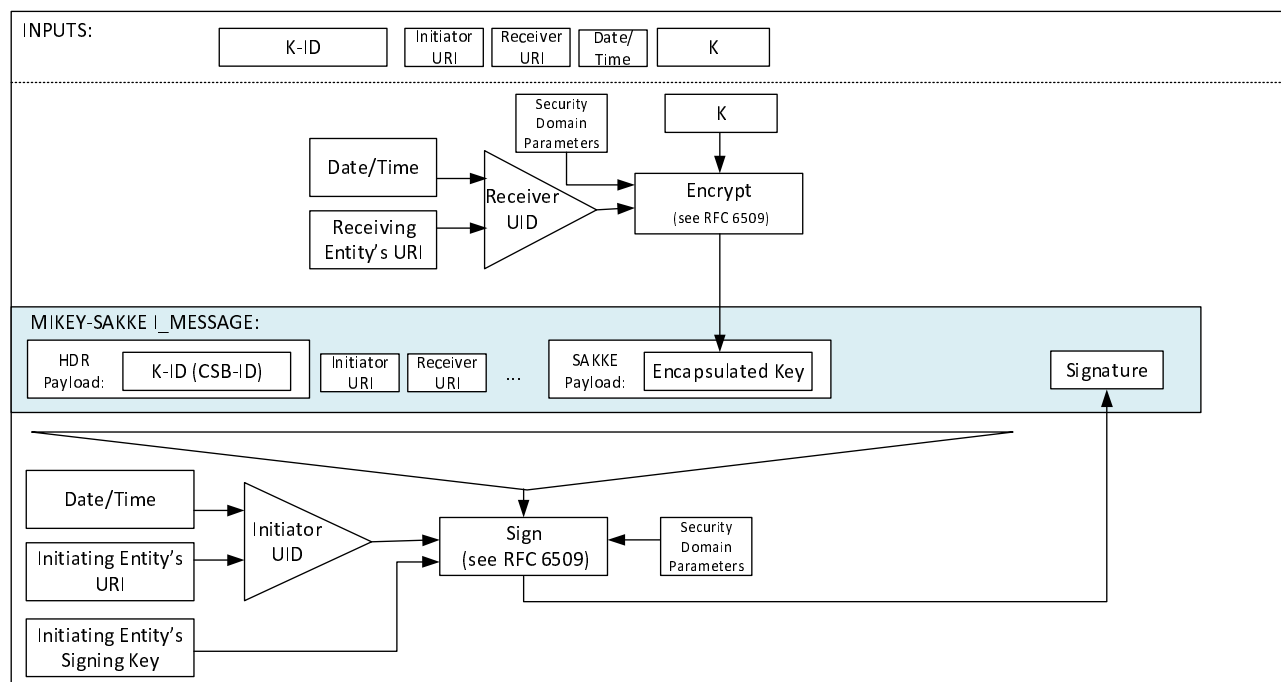 INPUTS:
K-ID
Initiator
URI
Receiver
URI
Date/
Time
K
Security
Domain
Parameters
K
Date/Time
Receiving
Entity's URI
Receiver
UID
Encrypt
(see RFC 6509)
MIKEY-SAKKE I_MESSAGE:
HDR
Payload:
K-ID (CSB-ID)
Initiator
URI
Receiver
URI
...
SAKKE
Payload:
Encapsulated Key
Signature
Date/Time
Initiating Entity's
URI
Initiator
UID
Sign
(see RFC 6509)
Security
Domain
Parameters
Initiating Entity's
Signing Key